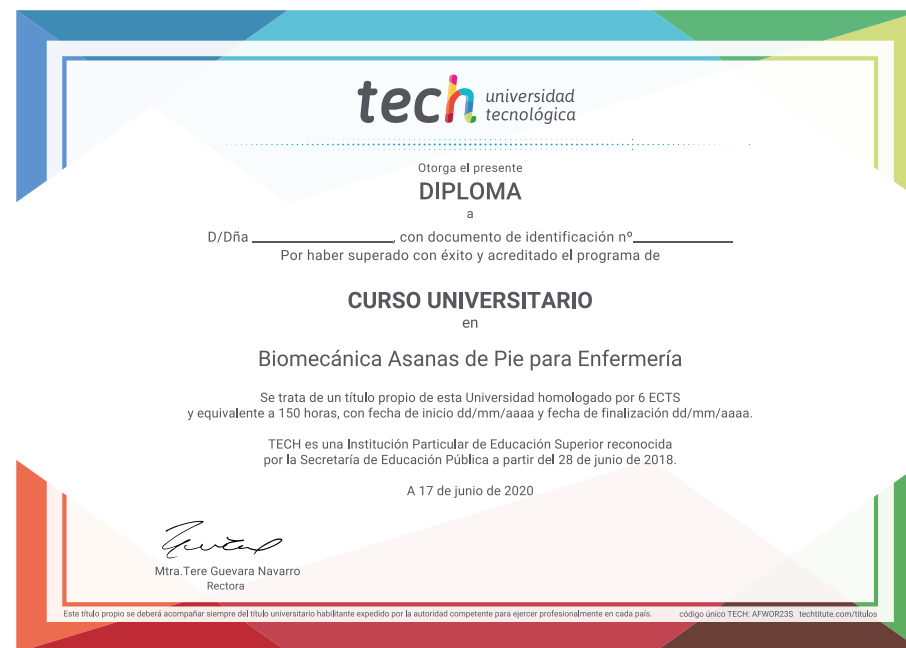 tech universidad
tecnológica
Otorga el presente
DIPLOMA
a
D/Dña ____________________, con documento de identificación nº______________
Por haber superado con éxito y acreditado el programa de
CURSO UNIVERSITARIO
en
Biomecánica Asanas de Pie para Enfermería
Se trata de un título propio de esta Universidad homologado por 6 ECTS
y equivalente a 150 horas, con fecha de inicio dd/mm/aaaa y fecha de finalización dd/mm/aaaa.
TECH es una Institución Particular de Educación Superior reconocida
por la Secretaría de Educación Pública a partir del 28 de junio de 2018.
A 17 de junio de 2020
Mtra.Tere Guevara Navarro
Rectora
Este título propio se deberá acompañar siempre del título universitario habilitante expedido por la autoridad competente para ejercer profesionalmente en cada país. código único TECH: AFWOR23S techtitute.com/titulos